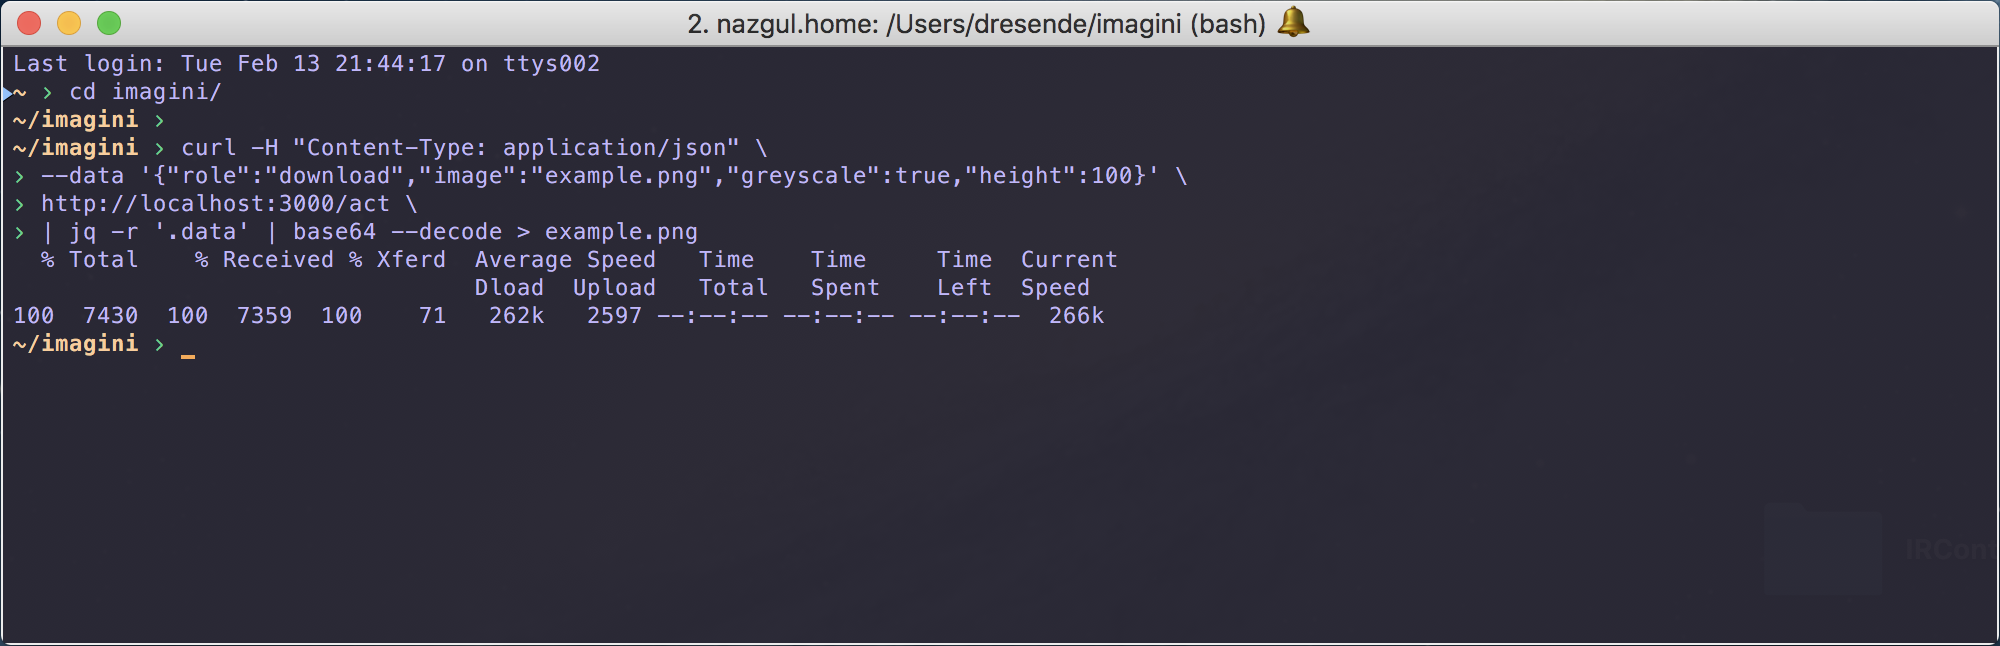 2. nazgul.home: /Users/dresende/imagini (bash)
Last login: Tue Feb 13 21:44:17 on ttys002
~ › cd imagini/
~/imagini ›
~/imagini › curl -H "Content-Type: application/json" \
› --data '{"role":"download","image":"example.png","greyscale":true,"height":100}' \
› http://localhost:3000/act \
› | jq -r '.data' | base64 --decode > example.png
  % Total    % Received % Xferd  Average Speed   Time    Time     Time  Current
                                 Dload  Upload   Total   Spent    Left  Speed
100  7430  100  7359  100    71   262k   2597 --:--:-- --:--:-- --:--:--  266k
~/imagini › _